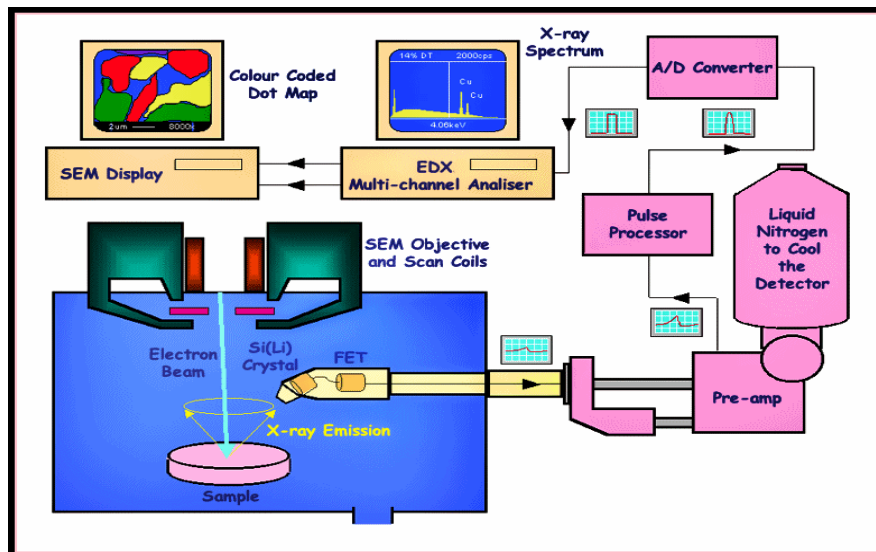 Colour Coded
Dot Map
2um
8000
14% DT 2000cps
Cu
Cu
4.06keV
X-ray
Spectrum
A/D Converter
SEM Display
EDX
Multi-channel Analiser
Pulse
Processor
Liquid
Nitrogen
to Cool
the
Detector
SEM Objective
and Scan Coils
Electron
Beam
Si(Li)
Crystal
FET
Pre-amp
X-ray Emission
Sample